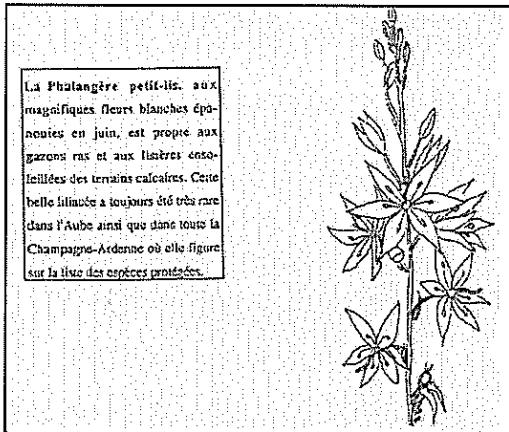 La Phalangère petit-lis, aux
magnifiques fleurs blanches épa-
nouies en juin, est propre aux
gazons ras et aux lisières enso-
leillées des terrains calcaires. Cette
belle liliacée a toujours été très rare
dans l'Aube ainsi que dans toute la
Champagne-Ardenne où elle figure
sur la liste des espèces protégées.